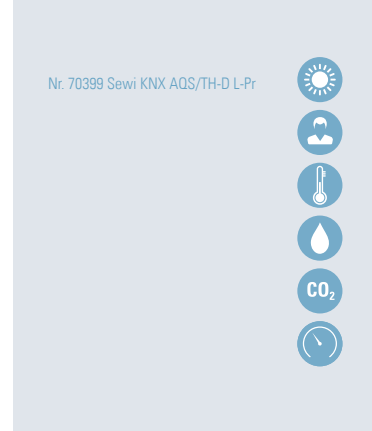 Nr. 70399 Sewi KNX AQS/TH-D L-Pr
CO₂